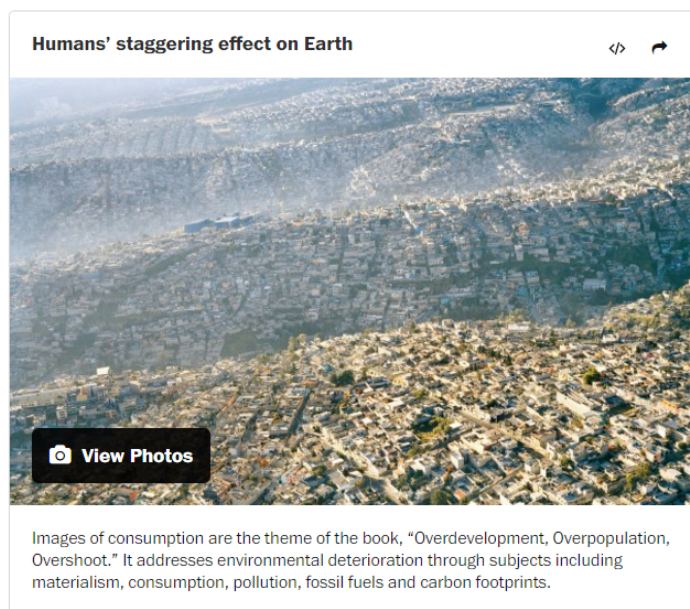 Humans’ staggering effect on Earth
</>
View Photos
Images of consumption are the theme of the book, “Overdevelopment, Overpopulation,
Overshoot.” It addresses environmental deterioration through subjects including
materialism, consumption, pollution, fossil fuels and carbon footprints.